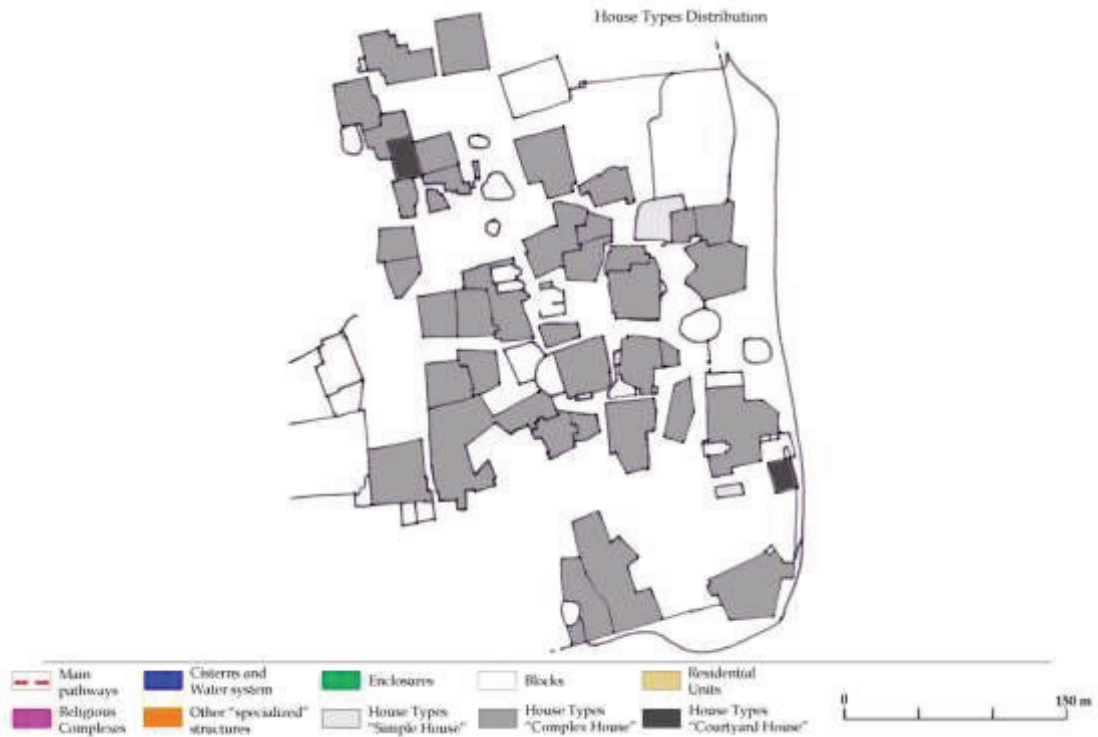 House Types Distribution
Main
pathways
Cisterns and
Water system
Enclosures
Blocks
Residential
Units
Religious
Complexes
Other "specialized"
structures
House Types
"Simple House"
House Types
"Complex House"
House Types
"Courtyard House"
0
150 m